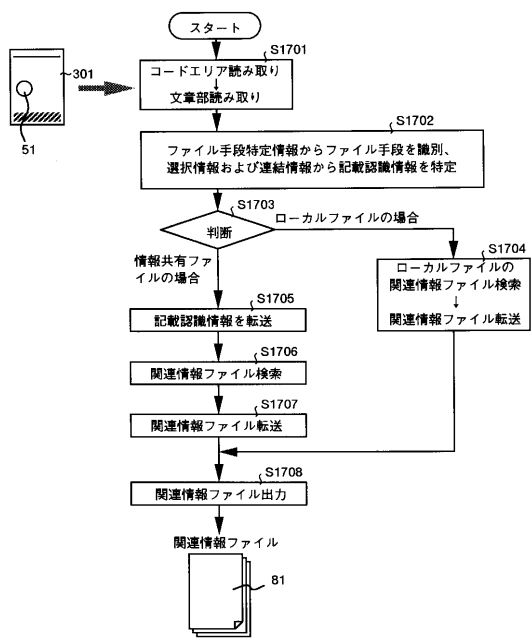 スタート
S1701
301
コードエリア読み取り
↓
文章部読み取り
51
S1702
ファイル手段特定情報からファイル手段を識別、
選択情報および連結情報から記載認識情報を特定
S1703
ローカルファイルの場合
判断
情報共有ファ
イルの場合
S1704
ローカルファイルの
関連情報ファイル検索
↓
関連情報ファイル転送
S1705
記載認識情報を転送
S1706
関連情報ファイル検索
S1707
関連情報ファイル転送
S1708
関連情報ファイル出力
関連情報ファイル
81